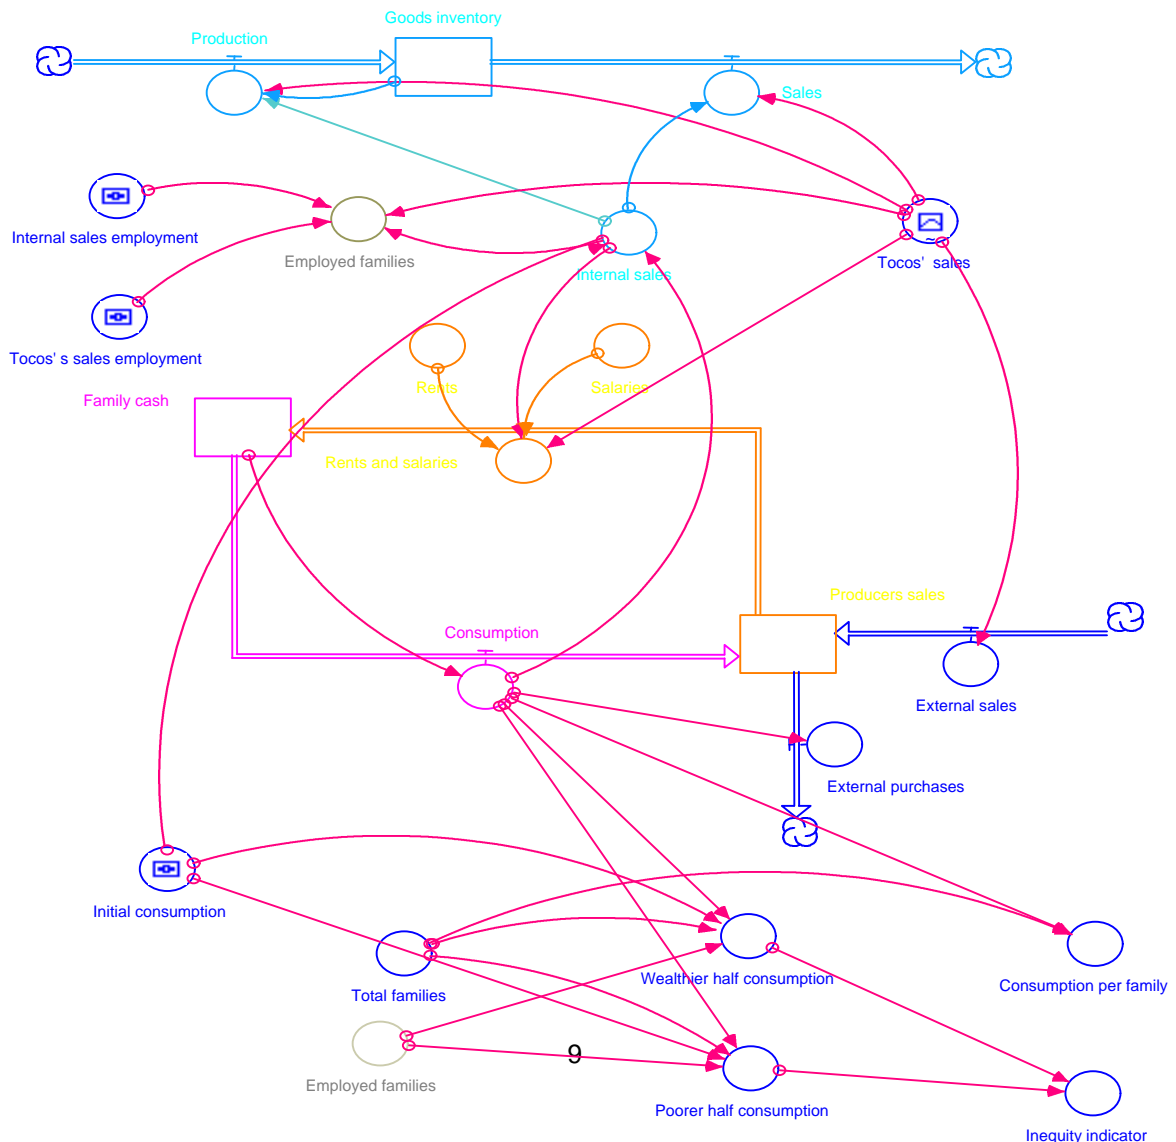 Goods inventory
Production
Sales
Internal sales employment
Employed families
Internal sales
Tocos' sales
~
Tocos' s sales employment
Rents
Salaries
Family cash
Rents and salaries
Producers sales
Consumption
External sales
External purchases
Initial consumption
Total families
Wealthier half consumption
Consumption per family
9
Employed families
Poorer half consumption
Inequity indicator